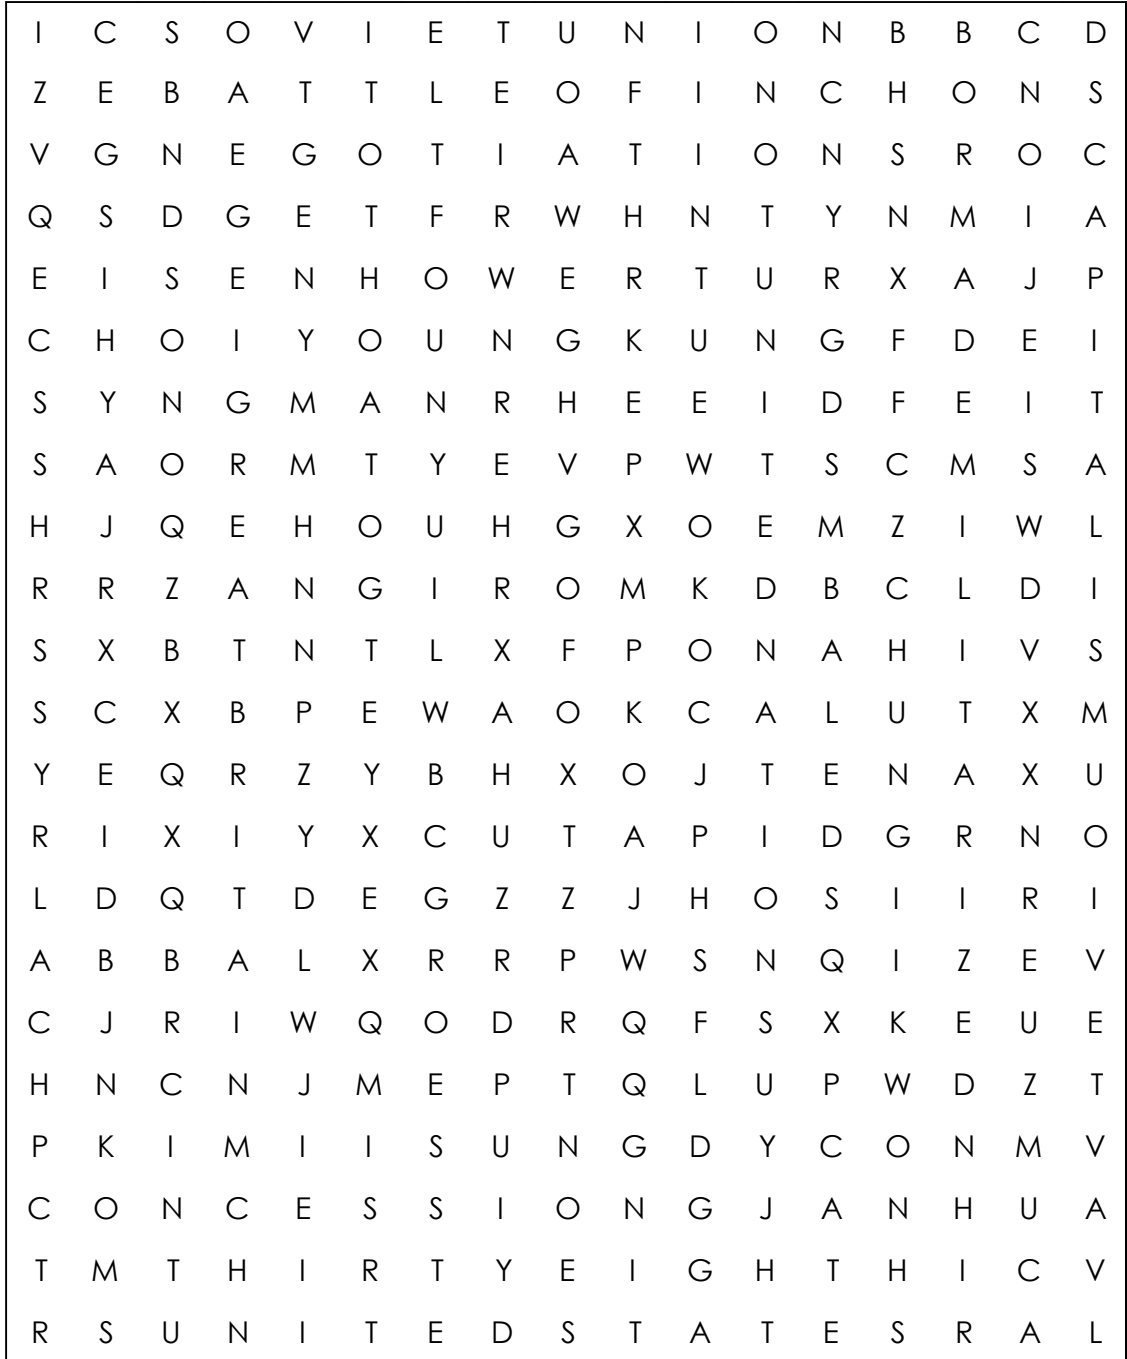 I C S O V I E T U N I O N B B C D
Z E B A T T L E O F I N C H O N S
V G N E G O T I A T I O N S R O C
Q S D G E T F R W H N T Y N M I A
E I S E N H O W E R T U R X A J P
C H O I Y O U N G K U N G F D E I
S Y N G M A N R H E E I D F E I T
S A O R M T Y E V P W T S C M S A
H J Q E H O U H G X O E M Z I W L
R R Z A N G I R O M K D B C L D I
S X B T N T L X F P O N A H I V S
S C X B P E W A O K C A L U T X M
Y E Q R Z Y B H X O J T E N A X U
R I X I Y X C U T A P I D G R N O
L D Q T D E G Z Z J H O S I I R I
A B B A L X R R P W S N Q I Z E V
C J R I W Q O D R Q F S X K E U E
H N C N J M E P T Q L U P W D Z T
P K I M I I S U N G D Y C O N M V
C O N C E S S I O N G J A N H U A
T M T H I R T Y E I G H T H I C V
R S U N I T E D S T A T E S R A L